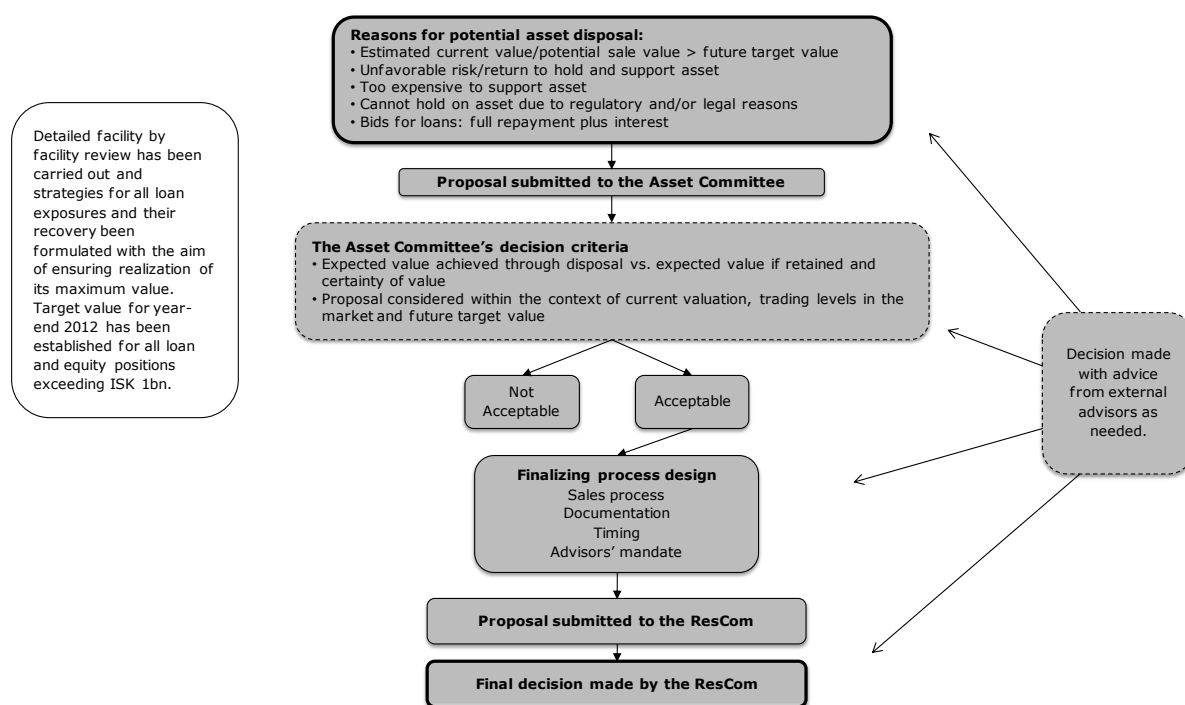 Reasons for potential asset disposal:
• Estimated current value/potential sale value > future target value
• Unfavorable risk/return to hold and support asset
• Too expensive to support asset
• Cannot hold on asset due to regulatory and/or legal reasons
• Bids for loans: full repayment plus interest
Detailed facility by
facility review has been
carried out and
strategies for all loan
exposures and their
recovery been
formulated with the aim
of ensuring realization of
its maximum value.
Target value for year-
end 2012 has been
established for all loan
and equity positions
exceeding ISK 1bn.
Proposal submitted to the Asset Committee
The Asset Committee's decision criteria
• Expected value achieved through disposal vs. expected value if retained and
certainty of value
• Proposal considered within the context of current valuation, trading levels in the
market and future target value
Decision made
with advice
from external
advisors as
needed.
Not
Acceptable
Acceptable
Finalizing process design
Sales process
Documentation
Timing
Advisors' mandate
Proposal submitted to the ResCom
Final decision made by the ResCom